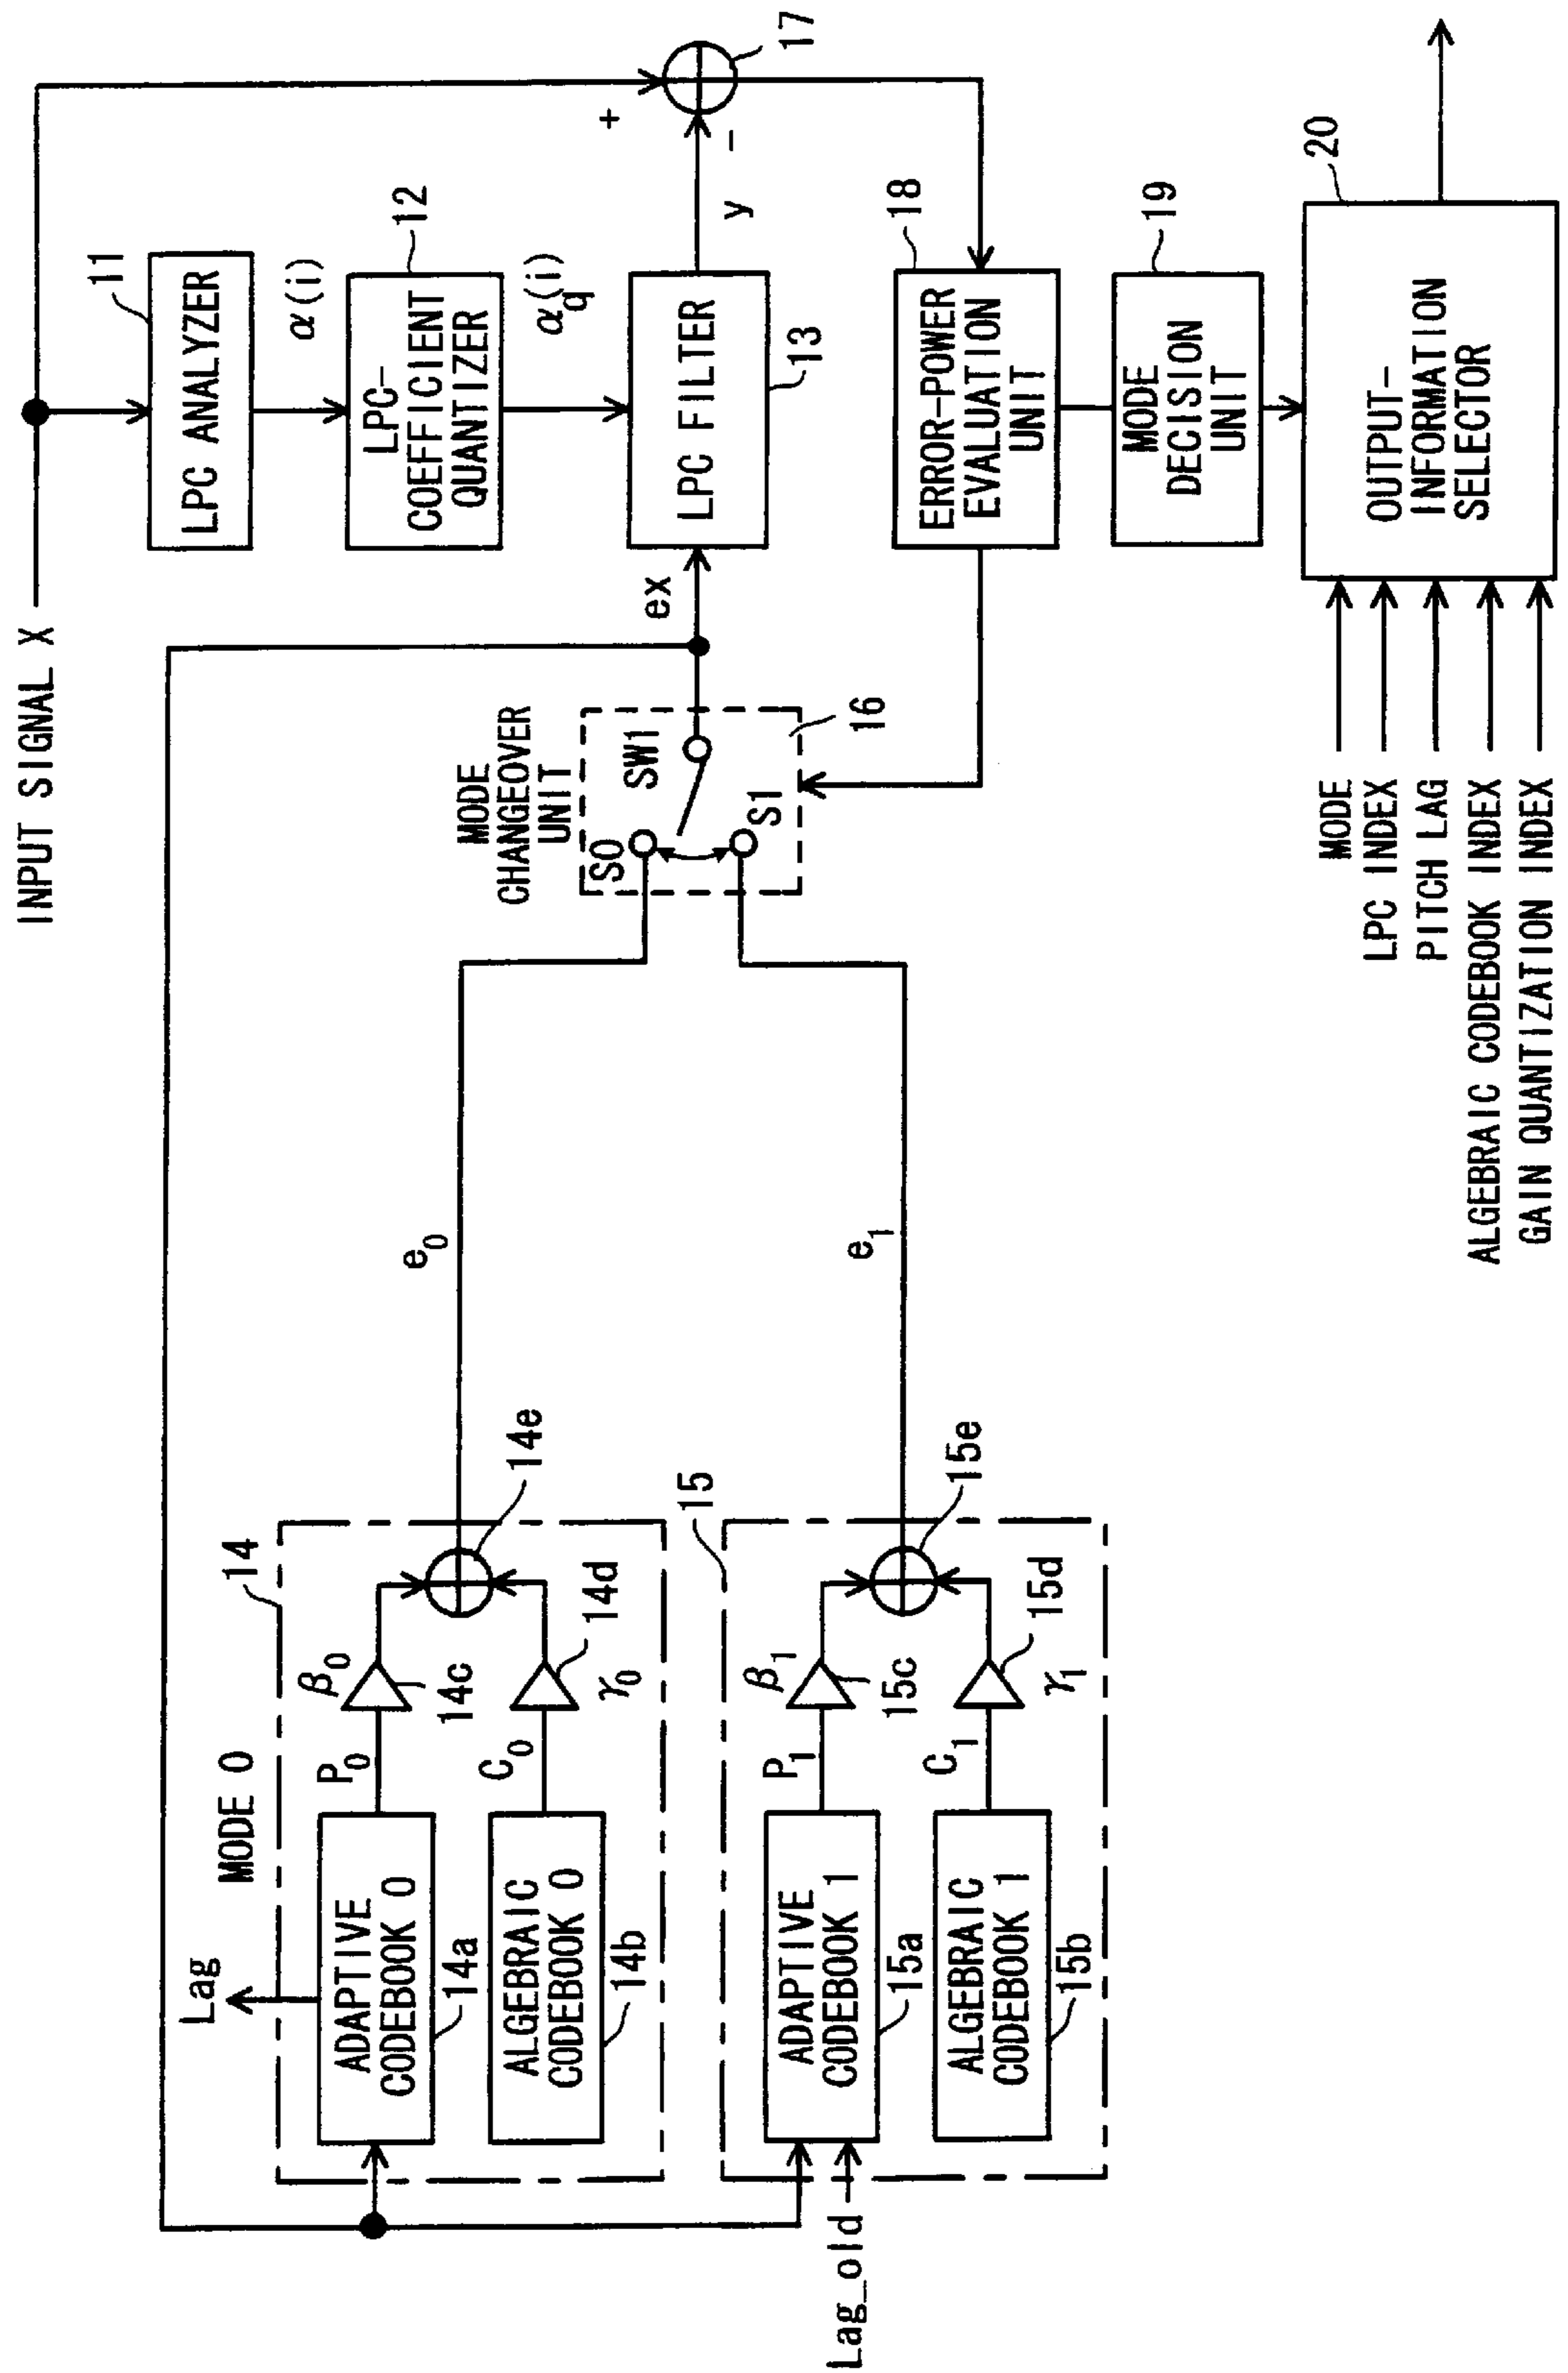 INPUT SIGNAL X
11
LPC ANALYZER
α(i)
12
LPC-
COEFFICIENT
QUANTIZER
αq(i)
LPC FILTER
13
ex
y
+
-
17
MODE
CHANGEOVER
UNIT
S0
SW1
S1
16
18
ERROR-POWER
EVALUATION
UNIT
19
MODE
DECISION
UNIT
20
OUTPUT-
INFORMATION
SELECTOR
MODE
LPC INDEX
PITCH LAG
ALGEBRAIC CODEBOOK INDEX
GAIN QUANTIZATION INDEX
e0
e1
Lag
MODE 0
14
ADAPTIVE
CODEBOOK 0
14a
P0
β0
14c
14e
ALGEBRAIC
CODEBOOK 0
14b
C0
γ0
14d
15
Lag_old
ADAPTIVE
CODEBOOK 1
15a
P1
β1
15c
15e
ALGEBRAIC
CODEBOOK 1
15b
C1
γ1
15d